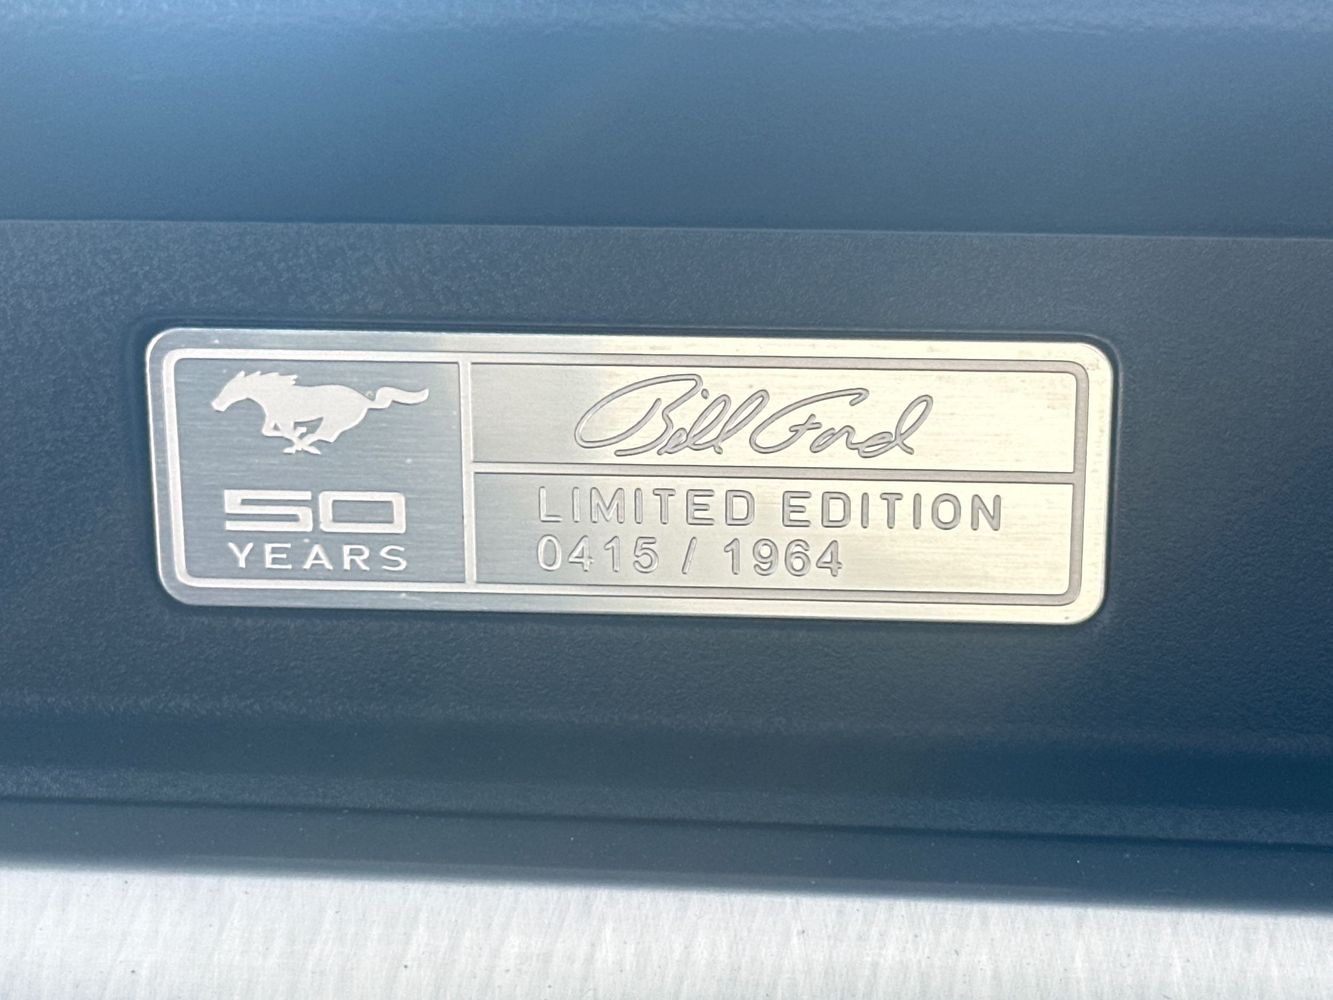 50
YEARS
Bill Ford
LIMITED EDITION
0415 / 1964